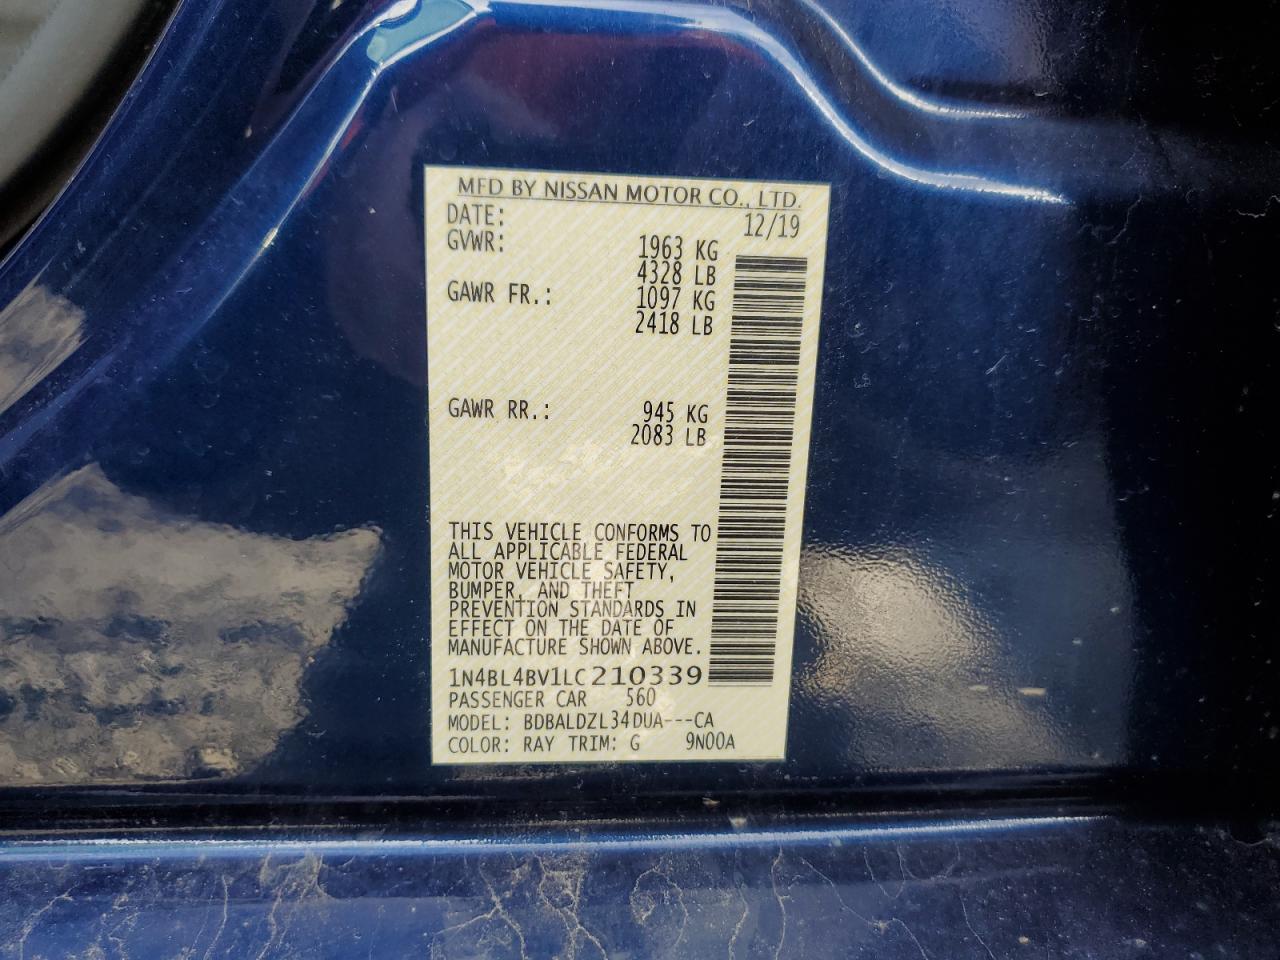 MFD BY NISSAN MOTOR CO., LTD.
DATE: 12/19
GVWR: 1963 KG
4328 LB
GAWR FR.: 1097 KG
2418 LB
GAWR RR.: 945 KG
2083 LB
THIS VEHICLE CONFORMS TO
ALL APPLICABLE FEDERAL
MOTOR VEHICLE SAFETY,
BUMPER, AND THEFT
PREVENTION STANDARDS IN
EFFECT ON THE DATE OF
MANUFACTURE SHOWN ABOVE.
1N4BL4BV1LC210339
PASSENGER CAR 560
MODEL: BDBALDZL34DUA---CA
COLOR: RAY TRIM: G 9N00A